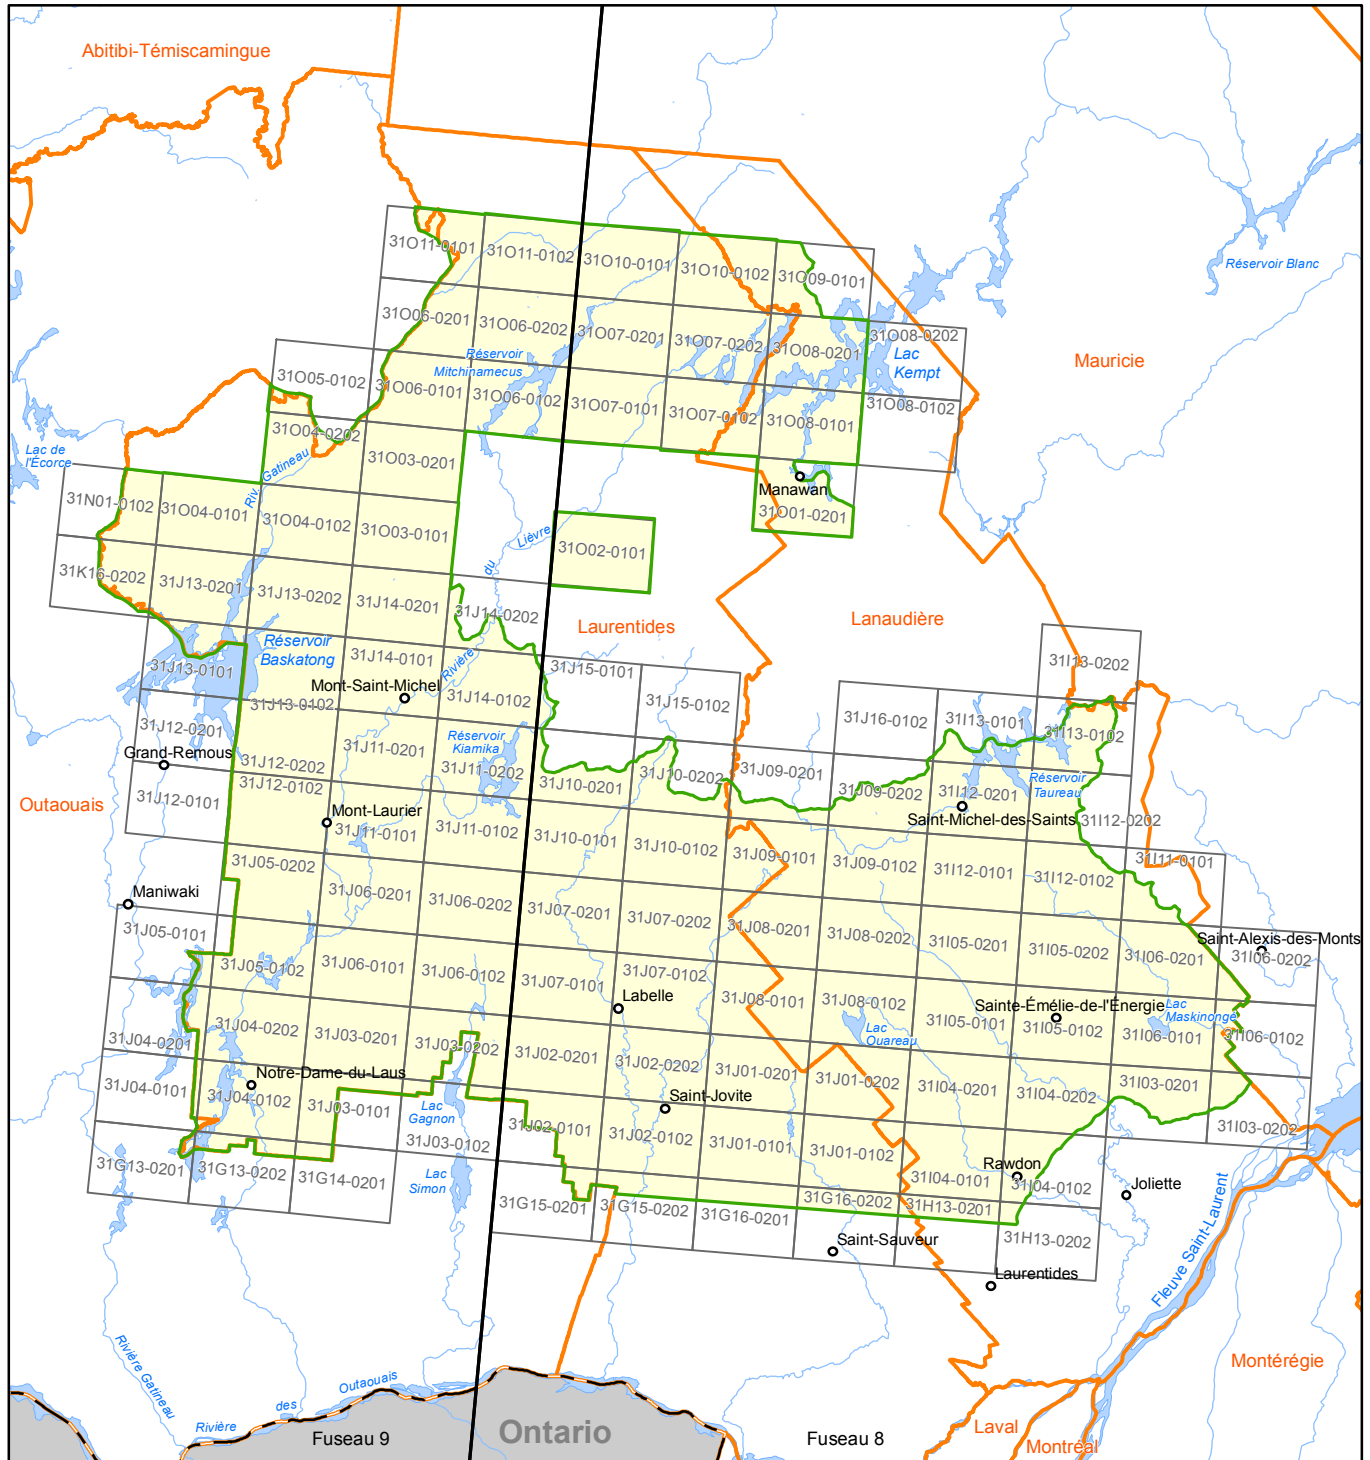 Abitibi-Témiscamingue
31O11-0101
31O11-0102
31O10-0101
31O10-0102
31O09-0101
Réservoir Blanc
31O06-0201
31O06-0202
31O07-0201
31O07-0202
31O08-0201
31O08-0202
Réservoir
Mitchinamecus
Lac
Kempt
Mauricie
31O05-0102
31O06-0101
31O06-0102
31O07-0101
31O07-0102
31O08-0101
31O08-0102
31O04-0202
31O03-0201
Lac de
l'Écorce
Riv. Gatineau
Manawan
31N01-0102
31O04-0101
31O04-0102
31O03-0101
31O01-0201
Lièvre
31O02-0101
du
31K16-0202
31J13-0201
31J13-0202
31J14-0201
31J14-0202
Laurentides
Lanaudière
Réservoir
Baskatong
Rivière
31J13-0101
31J14-0101
31J15-0101
31I13-0202
Mont-Saint-Michel
31J14-0102
31J15-0102
31J13-0102
31J16-0102
31I13-0101
31I13-0102
31J12-0201
31J11-0201
Réservoir
Kiamika
Grand-Remous
31J12-0202
31J11-0202
31J10-0201
31J10-0202
31J09-0201
31J09-0202
31I12-0201
Réservoir
Taureau
31J12-0102
31J12-0101
Outaouais
Mont-Laurier
Saint-Michel-des-Saints
31I12-0202
31J11-0101
31J11-0102
31J10-0101
31J10-0102
31J09-0101
31J09-0102
31I12-0101
31I12-0102
31I11-0101
31J05-0202
Maniwaki
31J06-0201
31J06-0202
31J07-0201
31J07-0202
31J08-0201
31J08-0202
31I05-0201
31I05-0202
31I06-0201
Saint-Alexis-des-Monts
31I06-0202
31J05-0101
31J05-0102
31J06-0101
31J06-0102
31J07-0101
31J07-0102
Labelle
31J08-0101
31J08-0102
Sainte-Émélie-de-l'Énergie
Lac
Maskinongé
31I05-0101
31I05-0102
31I06-0101
31I06-0102
Lac
Ouareau
31J04-0201
31J04-0202
31J03-0201
31J03-0202
31J02-0201
31J02-0202
31J01-0201
31J01-0202
31I04-0201
31I04-0202
31I03-0201
31J04-0101
Notre-Dame-du-Laus
31J04-0102
31J03-0101
Lac
Gagnon
Saint-Jovite
31J03-0102
31J02-0101
31J02-0102
31J01-0101
31J01-0102
31I03-0202
Rawdon
31I04-0101
31I04-0102
31G13-0201
31G13-0202
31G14-0201
Lac
Simon
31G15-0201
31G15-0202
31G16-0201
31G16-0202
31H13-0201
31H13-0202
Joliette
Saint-Sauveur
Laurentides
Fleuve Saint-Laurent
Rivière Gatineau
Montérégie
Rivière
des
Outaouais
Fuseau 9
Ontario
Fuseau 8
Laval
Montréal